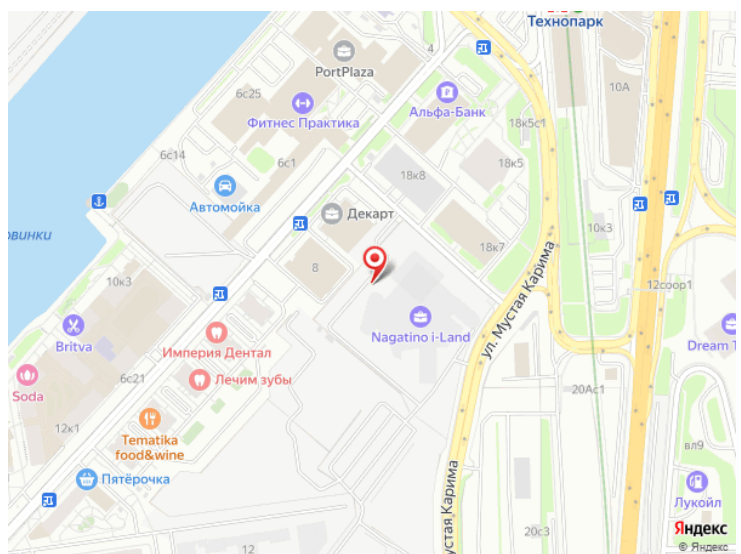 Технопарк
4
PortPlaza
10А
6с25
Фитнес Практика
Альфа-Банк
18к5с1
6с14
6с1
18к5
18к8
Автомойка
Декарт
10к3
овинки
18к7
8
10к3
12соор1
ул. Мустая Карима
Britva
Nagatino i-Land
Империя Дентал
Dream T
Soda
6с21
Лечим зубы
20Ас1
12к1
Tematika
food&wine
вл9
Пятёрочка
Лукойл
устая Карима
20с3
12
Яндекс
© Яндекс